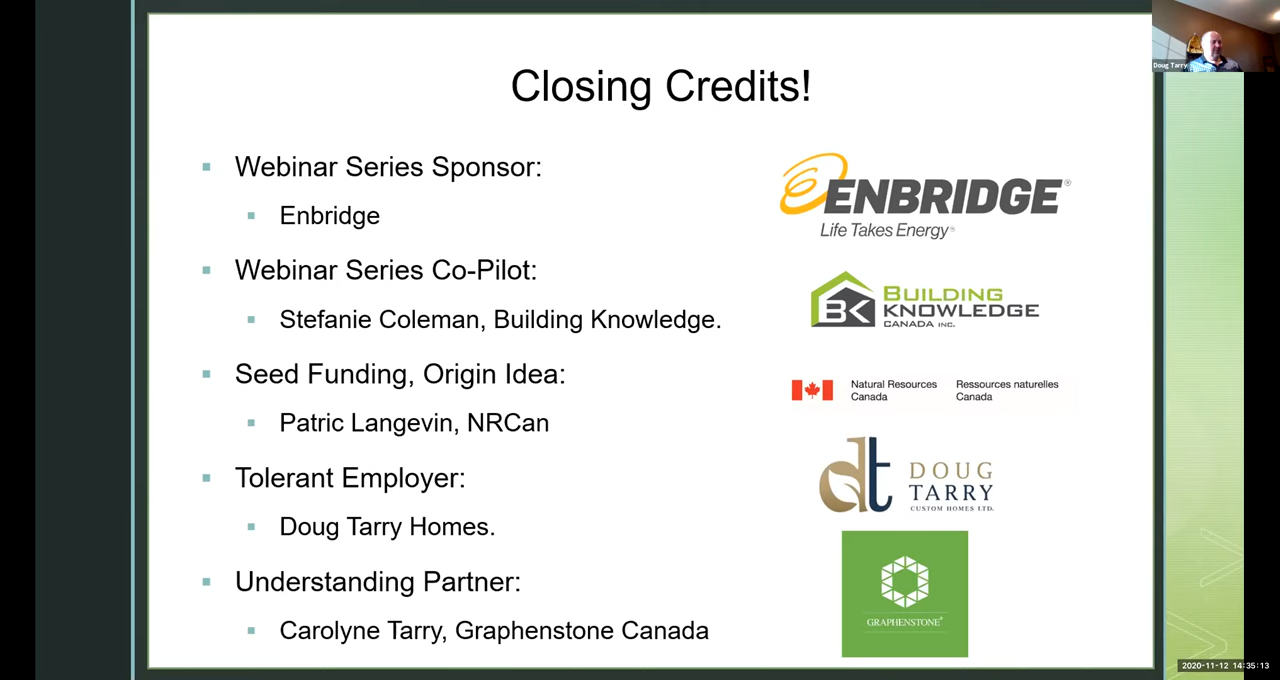 Closing Credits!
Doug Tarry
Webinar Series Sponsor:
Enbridge
ENBRIDGE®
Life Takes Energy®
Webinar Series Co-Pilot:
Stefanie Coleman, Building Knowledge.
BK
BUILDING
KNOWLEDGE
CANADA INC.
Seed Funding, Origin Idea:
Patric Langevin, NRCan
Natural Resources
Canada
Ressources naturelles
Canada
Tolerant Employer:
Doug Tarry Homes.
dt
DOUG
TARRY
CUSTOM HOMES LTD.
Understanding Partner:
Carolyne Tarry, Graphenstone Canada
GRAPHENSTONE®
2020-11-12 14:35:13